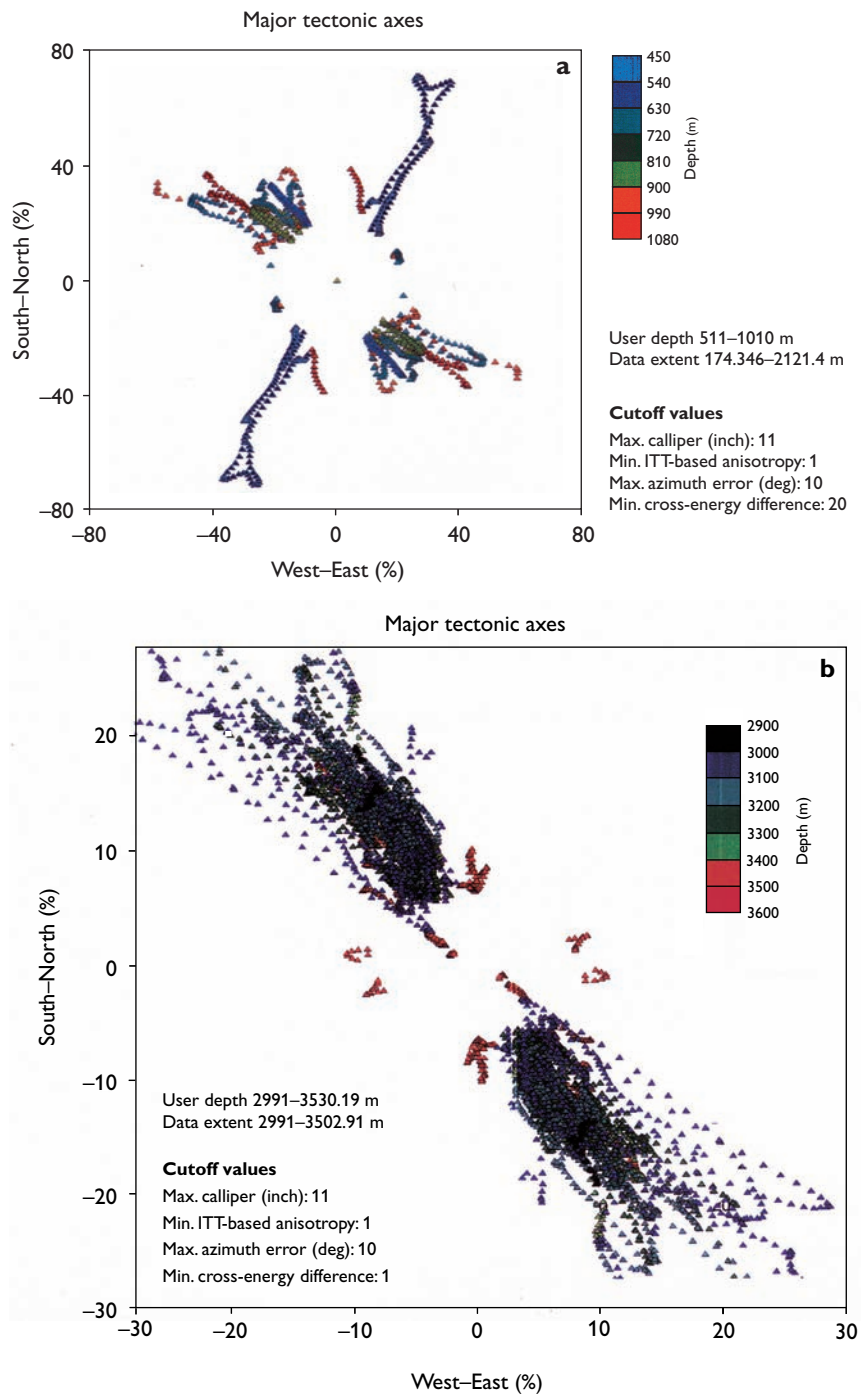 Major tectonic axes
a
80
40
0
−40
−80
South–North (%)
−80
−40
0
40
80
West–East (%)
450
540
630
720
810
900
990
1080
Depth (m)
User depth 511–1010 m
Data extent 174.346–2121.4 m
Cutoff values
Max. calliper (inch): 11
Min. ITT-based anisotropy: 1
Max. azimuth error (deg): 10
Min. cross-energy difference: 20
Major tectonic axes
b
20
10
0
−10
−20
−30
South–North (%)
−30
−20
−10
0
10
20
30
West–East (%)
2900
3000
3100
3200
3300
3400
3500
3600
Depth (m)
User depth 2991–3530.19 m
Data extent 2991–3502.91 m
Cutoff values
Max. calliper (inch): 11
Min. ITT-based anisotropy: 1
Max. azimuth error (deg): 10
Min. cross-energy difference: 1